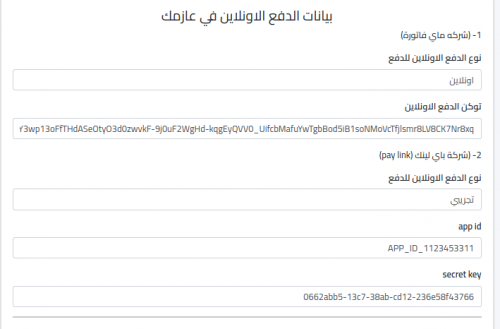 بيانات الدفع الاونلاين في عازمك
1- (شركه ماي فاتورة)
نوع الدفع الاونلاين للدفع
اونلاين
توكن الدفع الاونلاين
r3wp13oFfTHdASeOtyO3d0zwvkF-9j0uF2WgHd-kqgEyQVV0_UifcbMafuYwTgbBod5iB1soNMoVcTfjlsmr8LV8CK7Nr8xq
2- (شركة باي لينك (pay link)
نوع الدفع الاونلاين للدفع
تجريبي
app id
APP_ID_1123453311
secret key
0662abb5-13c7-38ab-cd12-236e58f43766